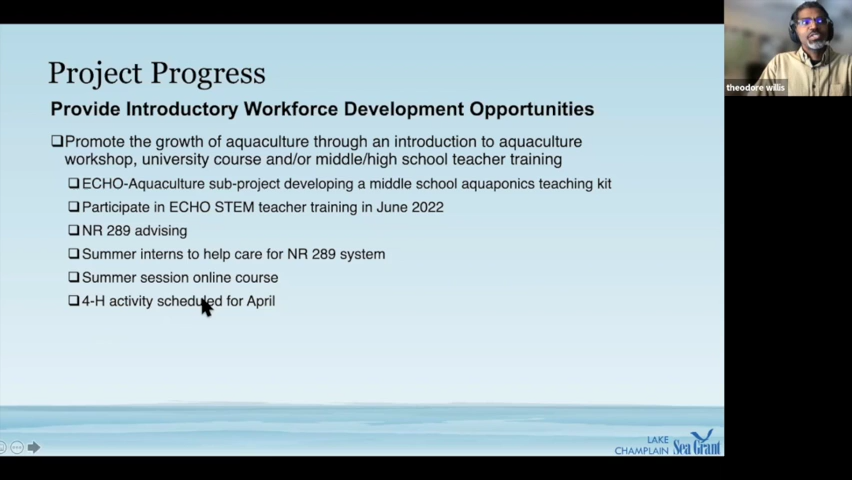 Project Progress
Provide Introductory Workforce Development Opportunities
❑Promote the growth of aquaculture through an introduction to aquaculture
workshop, university course and/or middle/high school teacher training
❑ECHO-Aquaculture sub-project developing a middle school aquaponics teaching kit
❑Participate in ECHO STEM teacher training in June 2022
❑NR 289 advising
❑Summer interns to help care for NR 289 system
❑Summer session online course
❑4-H activity scheduled for April
theodore willis
LAKE
CHAMPLAIN
Sea Grant